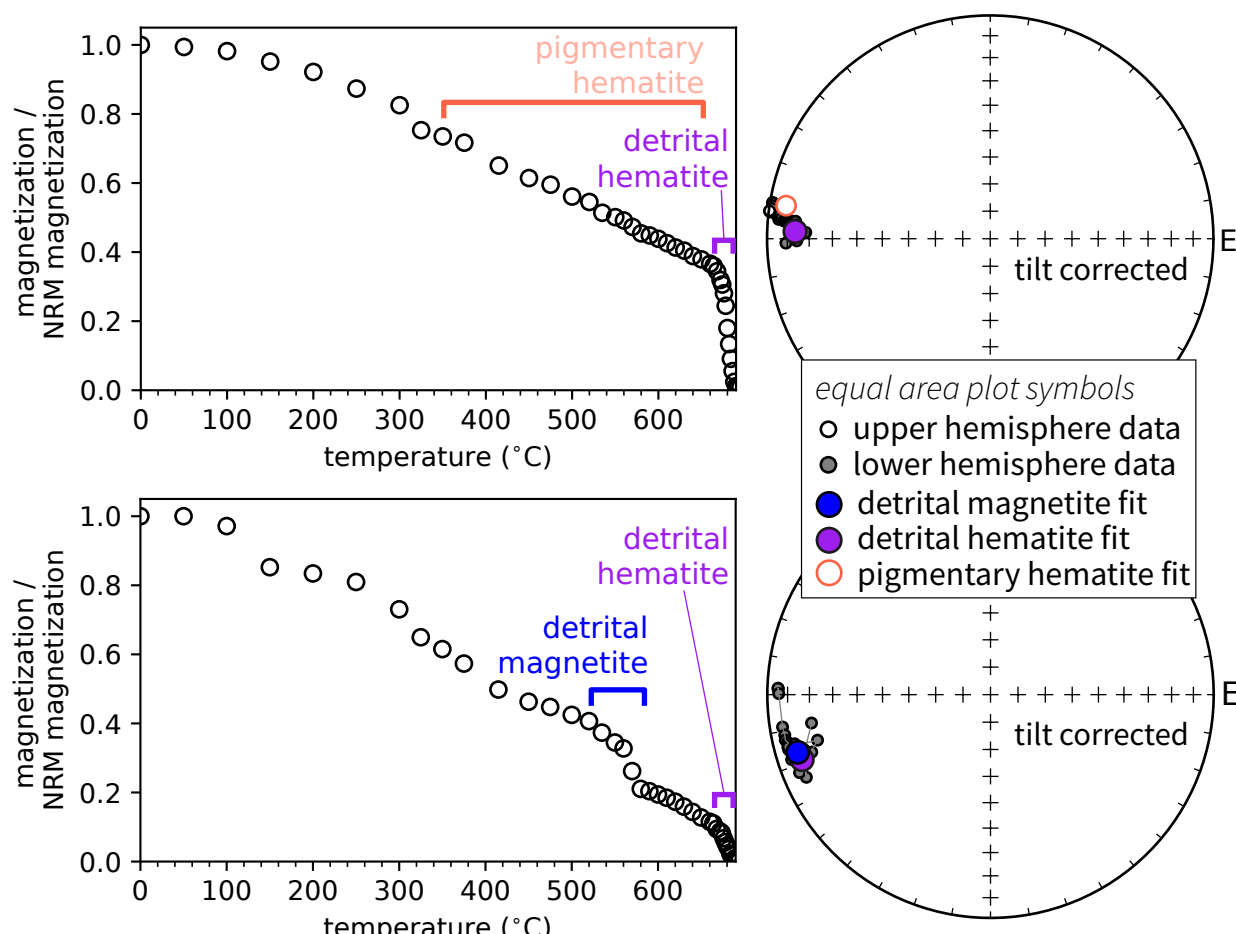 magnetization /
NRM magnetization
1.0
0.8
0.6
0.4
0.2
0.0
pigmentary
hematite
detrital
hematite
0 100 200 300 400 500 600
temperature (°C)
E
tilt corrected
equal area plot symbols
upper hemisphere data
lower hemisphere data
detrital magnetite fit
detrital hematite fit
pigmentary hematite fit
magnetization /
NRM magnetization
1.0
0.8
0.6
0.4
0.2
0.0
detrital
hematite
detrital
magnetite
0 100 200 300 400 500 600
temperature (°C)
E
tilt corrected